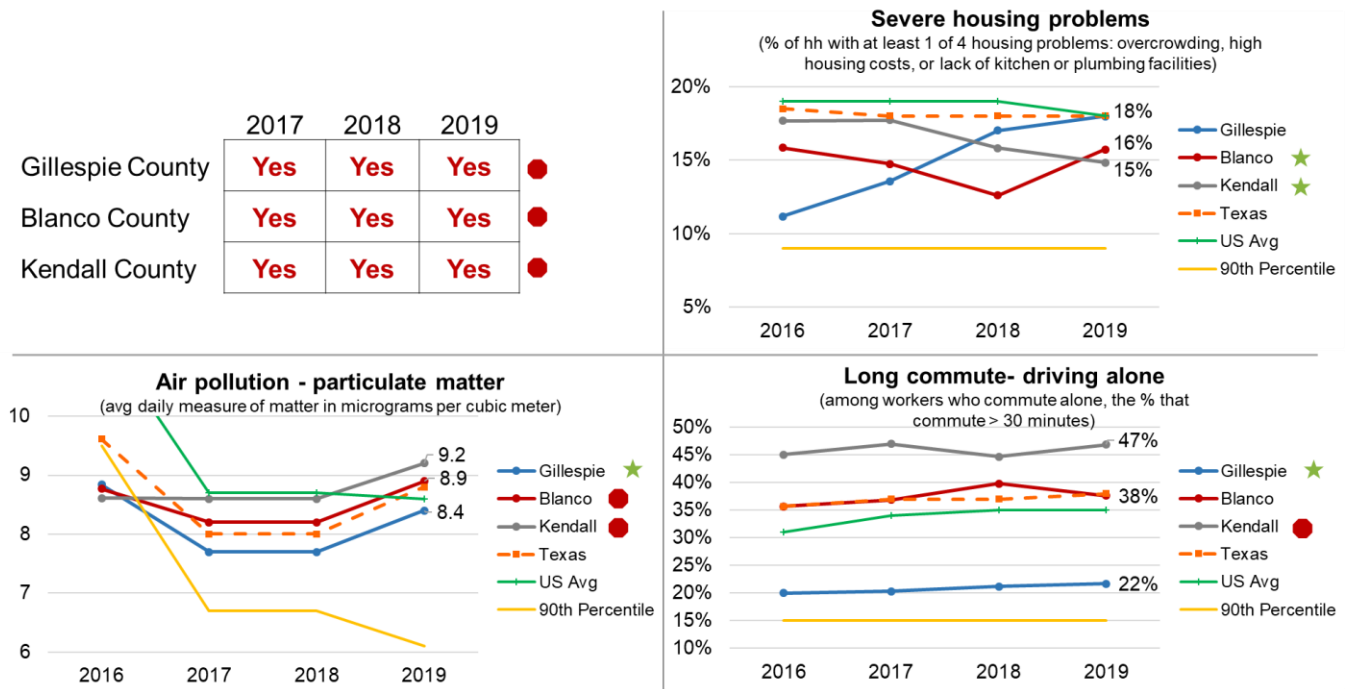 2017 2018 2019
Gillespie County Yes Yes Yes
Blanco County Yes Yes Yes
Kendall County Yes Yes Yes
Severe housing problems
(% of hh with at least 1 of 4 housing problems: overcrowding, high
housing costs, or lack of kitchen or plumbing facilities)
20%
15%
10%
5%
18%
16%
15%
2016 2017 2018 2019
Gillespie
Blanco
Kendall
Texas
US Avg
90th Percentile
Air pollution - particulate matter
(avg daily measure of matter in micrograms per cubic meter)
10
9
8
7
6
9.2
8.9
8.4
2016 2017 2018 2019
Gillespie
Blanco
Kendall
Texas
US Avg
90th Percentile
Long commute- driving alone
(among workers who commute alone, the % that
commute > 30 minutes)
50%
45%
40%
35%
30%
25%
20%
15%
10%
47%
38%
22%
2016 2017 2018 2019
Gillespie
Blanco
Kendall
Texas
US Avg
90th Percentile